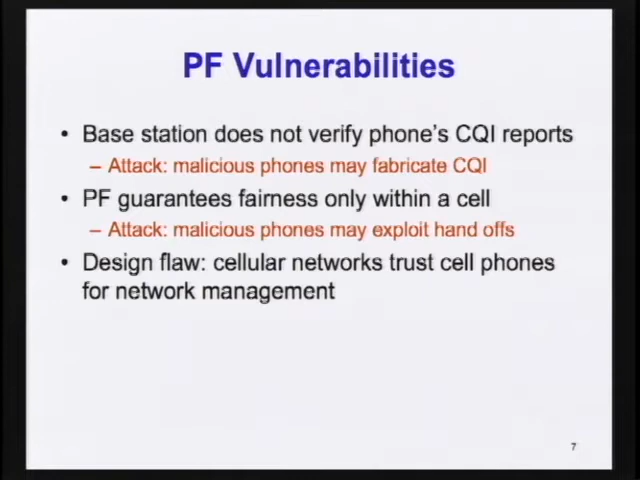 PF Vulnerabilities
• Base station does not verify phone's CQI reports
– Attack: malicious phones may fabricate CQI
• PF guarantees fairness only within a cell
– Attack: malicious phones may exploit hand offs
• Design flaw: cellular networks trust cell phones
for network management
7